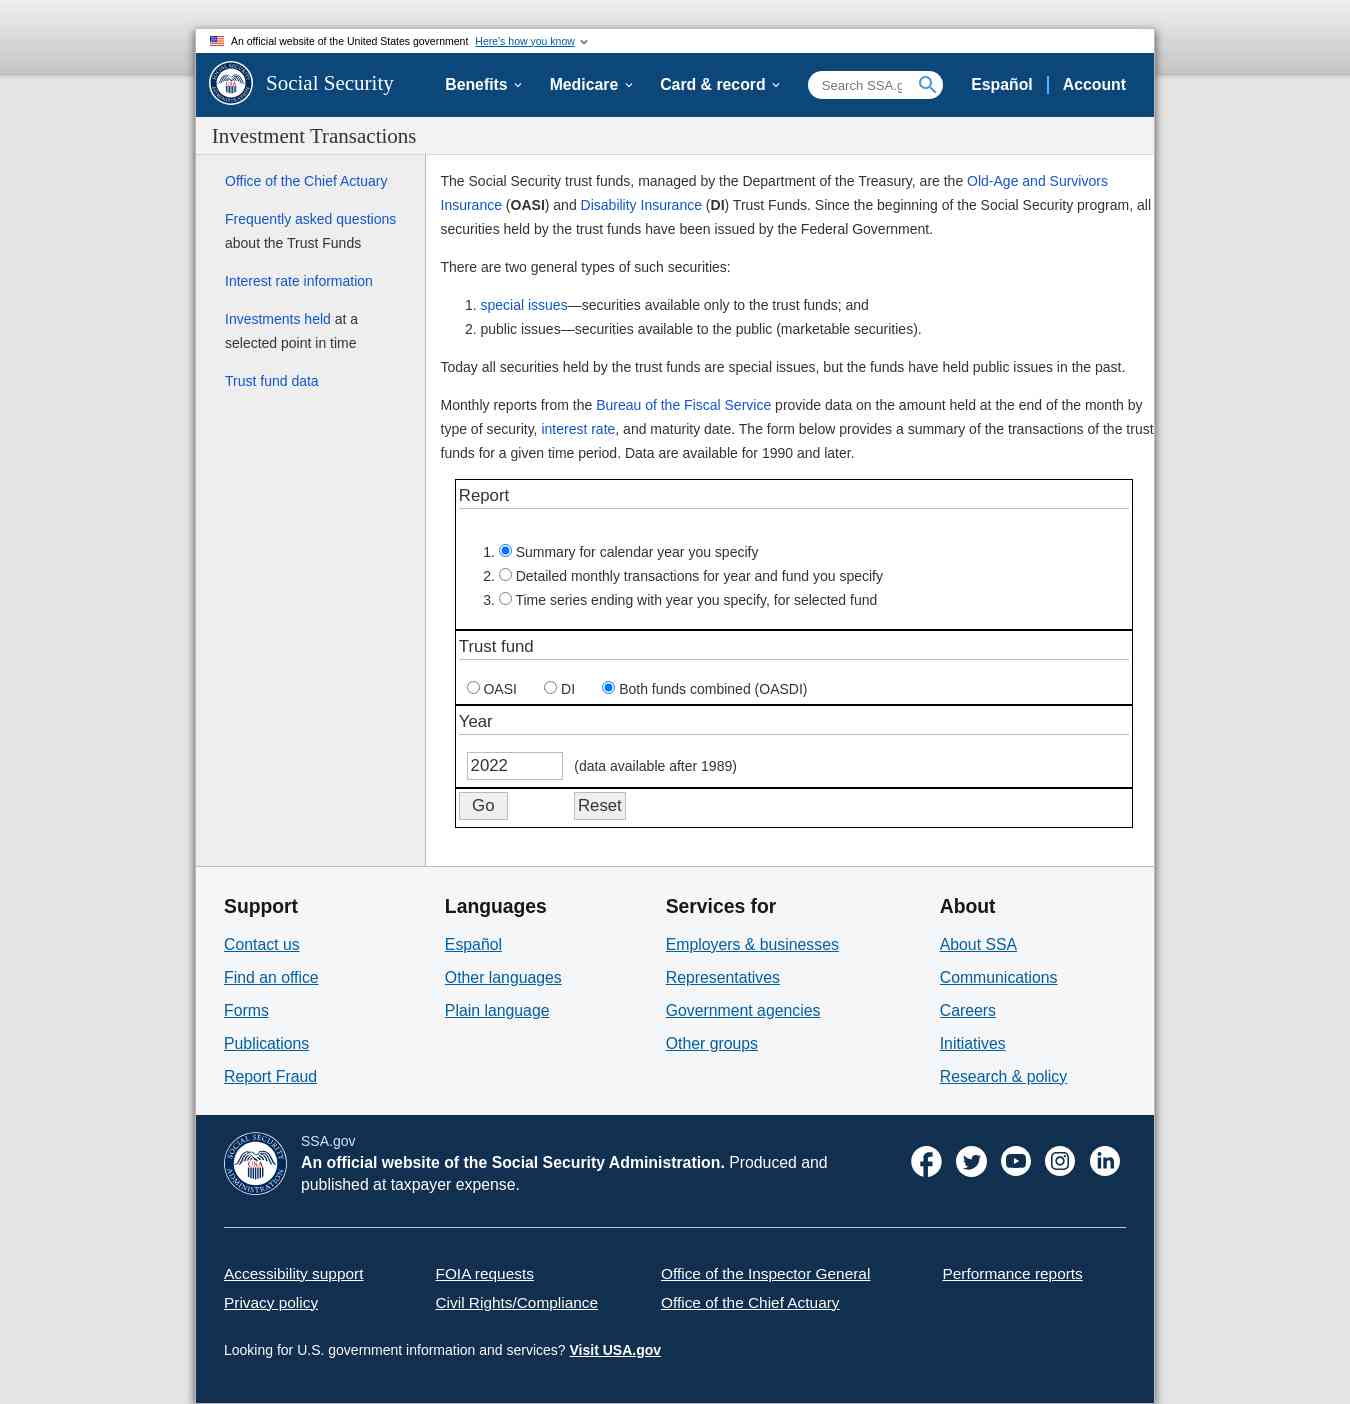 An official website of the United States government Here's how you know
Social Security
Benefits
Medicare
Card & record
Search SSA.g
Español
Account
Investment Transactions
Office of the Chief Actuary
Frequently asked questions
about the Trust Funds
Interest rate information
Investments held at a
selected point in time
Trust fund data
The Social Security trust funds, managed by the Department of the Treasury, are the Old-Age and Survivors
Insurance (OASI) and Disability Insurance (DI) Trust Funds. Since the beginning of the Social Security program, all
securities held by the trust funds have been issued by the Federal Government.
There are two general types of such securities:
1. special issues—securities available only to the trust funds; and
2. public issues—securities available to the public (marketable securities).
Today all securities held by the trust funds are special issues, but the funds have held public issues in the past.
Monthly reports from the Bureau of the Fiscal Service provide data on the amount held at the end of the month by
type of security, interest rate, and maturity date. The form below provides a summary of the transactions of the trust
funds for a given time period. Data are available for 1990 and later.
Report
1. Summary for calendar year you specify
2. Detailed monthly transactions for year and fund you specify
3. Time series ending with year you specify, for selected fund
Trust fund
OASI DI Both funds combined (OASDI)
Year
2022 (data available after 1989)
Go Reset
Support
Contact us
Find an office
Forms
Publications
Report Fraud
Languages
Español
Other languages
Plain language
Services for
Employers & businesses
Representatives
Government agencies
Other groups
About
About SSA
Communications
Careers
Initiatives
Research & policy
SOCIAL SECURITY
USA
ADMINISTRATION
SSA.gov
An official website of the Social Security Administration. Produced and
published at taxpayer expense.
Accessibility support
FOIA requests
Office of the Inspector General
Performance reports
Privacy policy
Civil Rights/Compliance
Office of the Chief Actuary
Looking for U.S. government information and services? Visit USA.gov